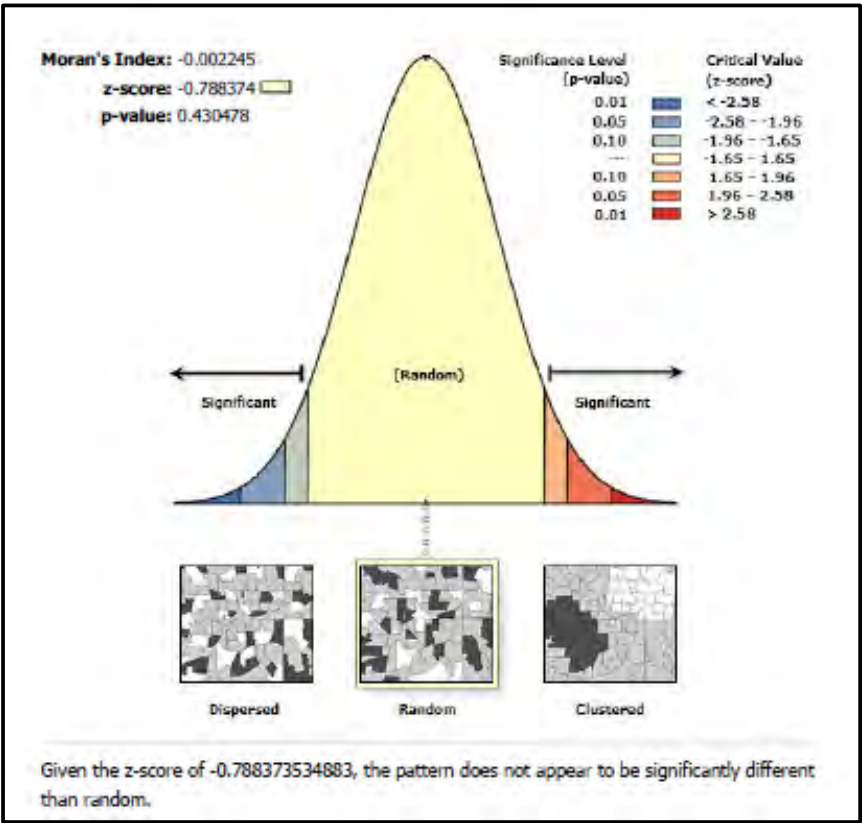 Moran's Index: -0.002245
z-score: -0.788374
p-value: 0.430478
Significance Level
(p-value)
Critical Value
(z-score)
0.01 < -2.58
0.05 -2.58 - -1.96
0.10 -1.96 - -1.65
--- -1.65 - 1.65
0.10 1.65 - 1.96
0.05 1.96 - 2.58
0.01 > 2.58
(Random)
Significant
Significant
Dispersed
Random
Clustered
Given the z-score of -0.788373534883, the pattern does not appear to be significantly different
than random.